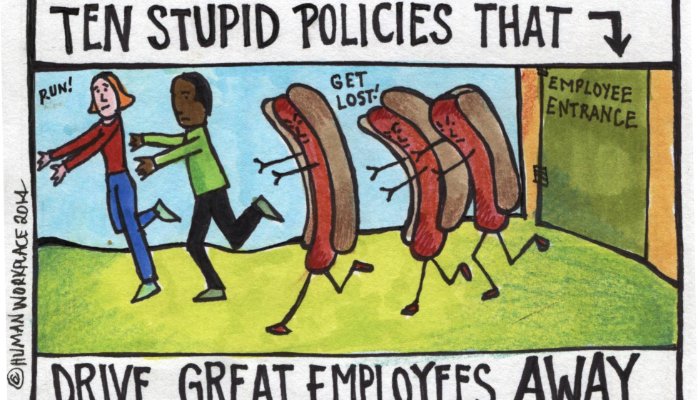 TEN STUPID POLICIES THAT
RUN!
GET
LOST!
EMPLOYEE
ENTRANCE
© HUMAN WORKPLACE 2014
DRIVE GREAT EMPLOYEES AWAY